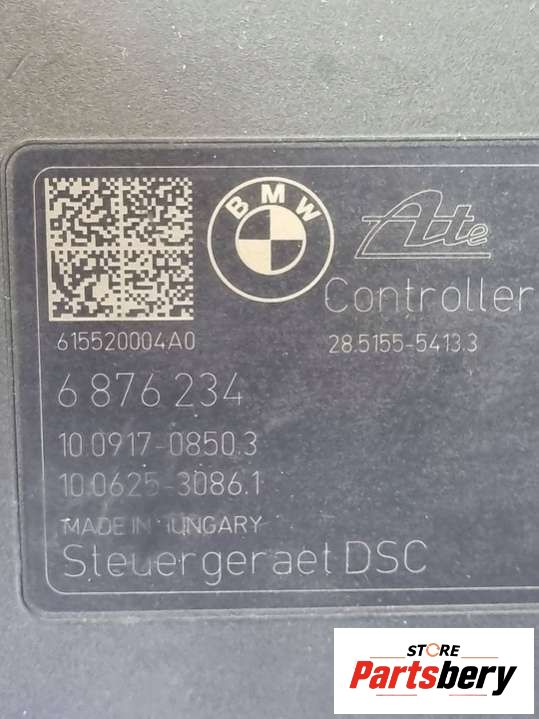 BMW
Ate
Controller
615520004A0
28.5155-5413.3
6 876 234
10.0917-0850.3
10.0625-3086.1
MADE IN HUNGARY
Steuergeraet DSC
STORE
Partsbery